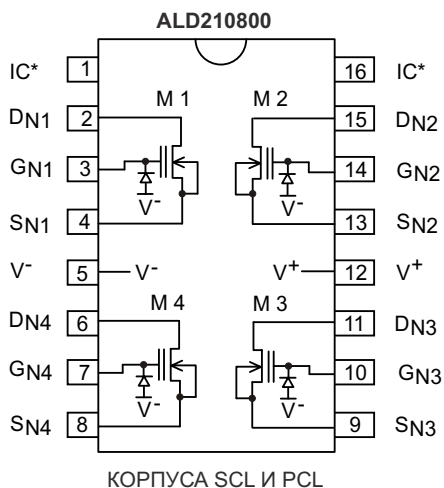 ALD210800
IC* 1 16 IC*
M 1 M 2
DN1 2 15 DN2
GN1 3 14 GN2
V- V-
SN1 4 13 SN2
V- 5 V- V+ 12 V+
M 4 M 3
DN4 6 11 DN3
GN4 7 10 GN3
V- V-
SN4 8 9 SN3
КОРПУСА SCL И PCL